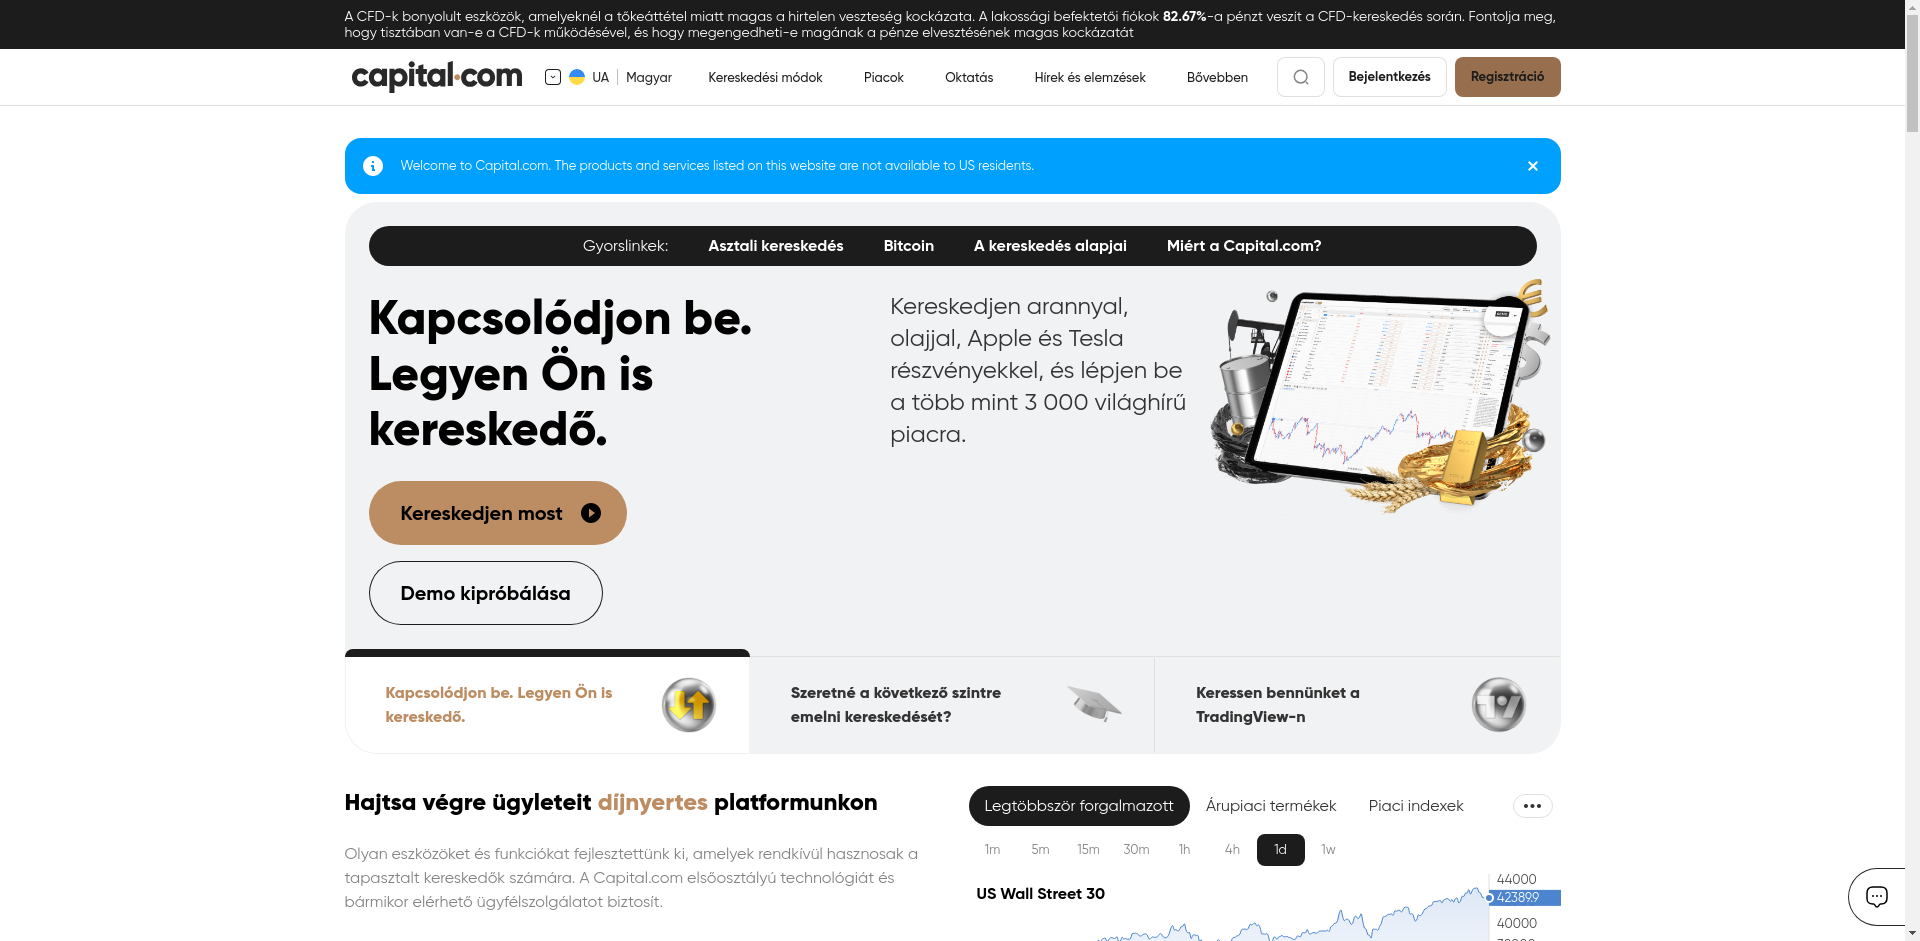 A CFD-k bonyolult eszközök, amelyeknél a tőkeáttétel miatt magas a hirtelen veszteség kockázata. A lakossági befektetői fiókok 82.67%-a pénzt veszít a CFD-kereskedés során. Fontolja meg,
hogy tisztában van-e a CFD-k működésével, és hogy megengedheti-e magának a pénze elvesztésének magas kockázatát
capital.com
UA
Magyar
Kereskedési módok
Piacok
Oktatás
Hírek és elemzések
Bővebben
Bejelentkezés
Regisztráció
Welcome to Capital.com. The products and services listed on this website are not available to US residents.
Gyorslinkek:
Asztali kereskedés
Bitcoin
A kereskedés alapjai
Miért a Capital.com?
Kapcsolódjon be.
Legyen Ön is
kereskedő.
Kereskedjen arannyal,
olajjal, Apple és Tesla
részvényekkel, és lépjen be
a több mint 3 000 világhírű
piacra.
Kereskedjen most
Demo kipróbálása
Kapcsolódjon be. Legyen Ön is
kereskedő.
Szeretné a következő szintre
emelni kereskedését?
Keressen bennünket a
TradingView-n
Hajtsa végre ügyleteit díjnyertes platformunkon
Olyan eszközöket és funkciókat fejlesztettünk ki, amelyek rendkívül hasznosak a
tapasztalt kereskedők számára. A Capital.com elsőosztályú technológiát és
bármikor elérhető ügyfélszolgálatot biztosít.
Legtöbbször forgalmazott
Árupiaci termékek
Piaci indexek
1m
5m
15m
30m
1h
4h
1d
1w
US Wall Street 30
44000
42389.9
40000